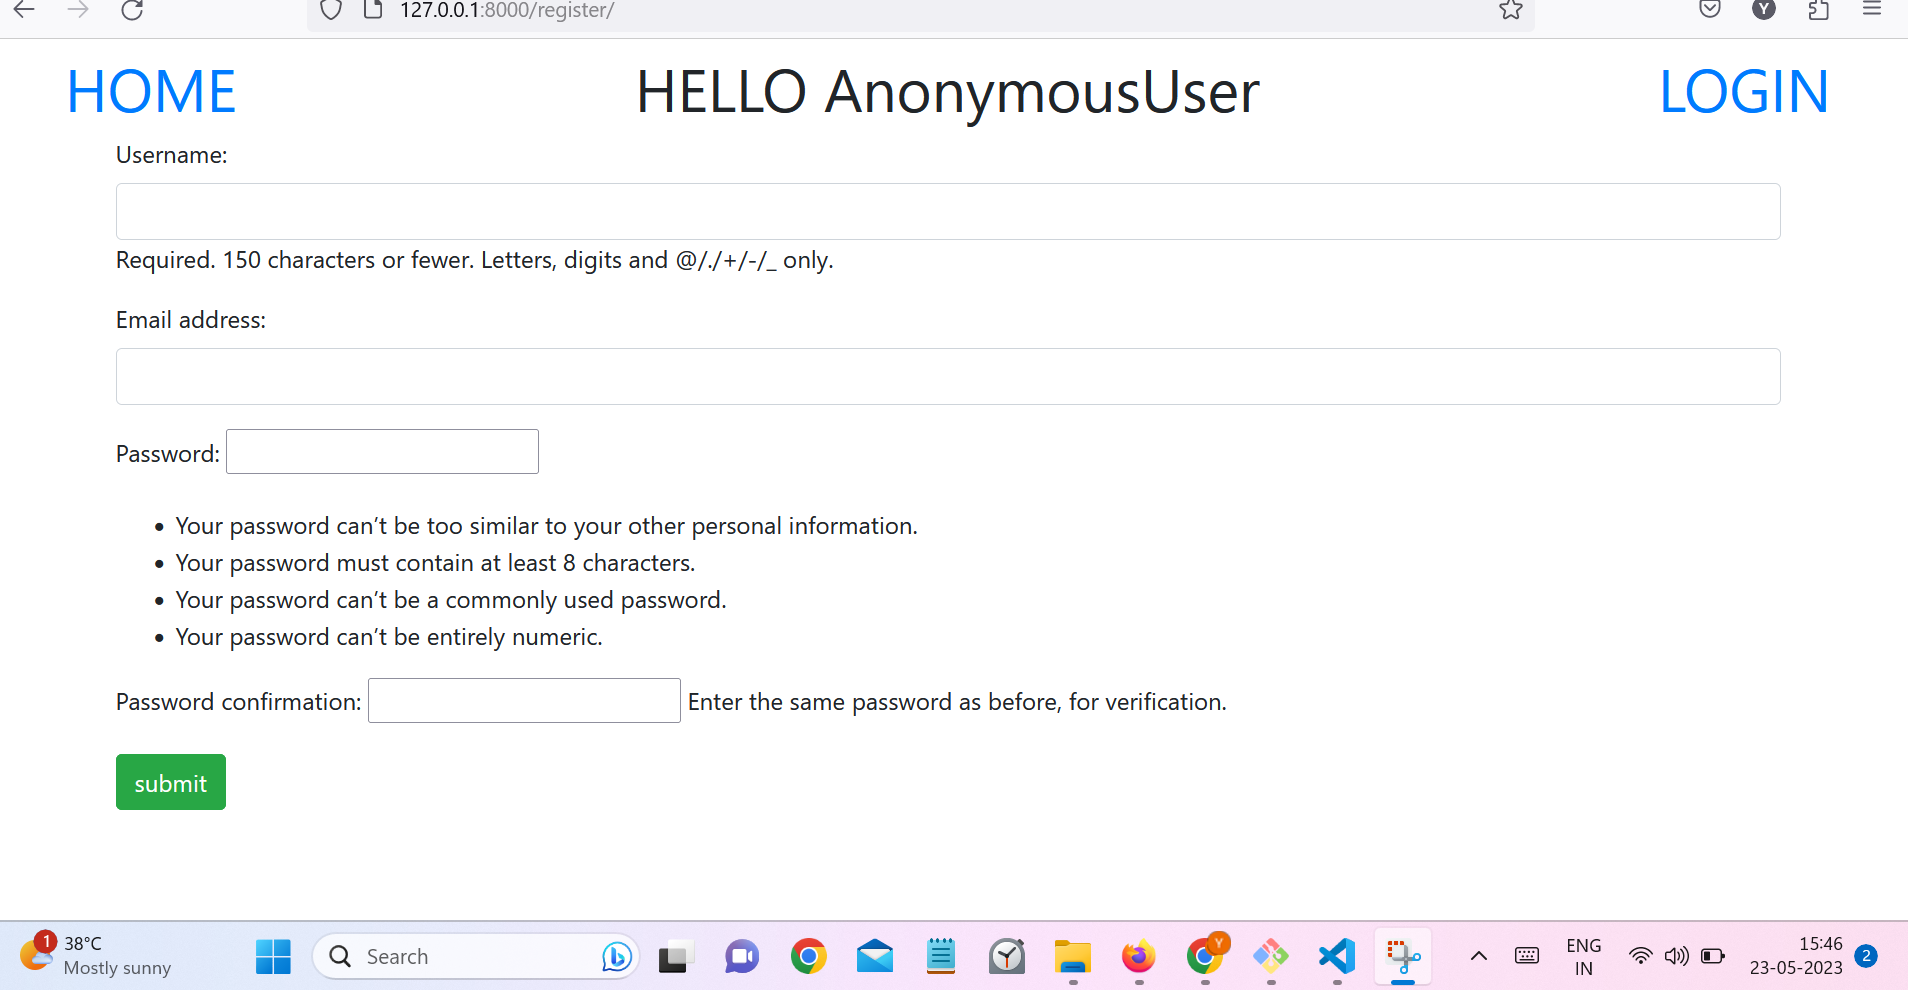 127.0.0.1:8000/register/
Y
HOME HELLO AnonymousUser LOGIN
Username:
Required. 150 characters or fewer. Letters, digits and @/./+/-/_ only.
Email address:
Password:
Your password can’t be too similar to your other personal information.
Your password must contain at least 8 characters.
Your password can’t be a commonly used password.
Your password can’t be entirely numeric.
Password confirmation: Enter the same password as before, for verification.
submit
1
38°C
Mostly sunny
Search
Y
ENG
IN
15:46
23-05-2023
2